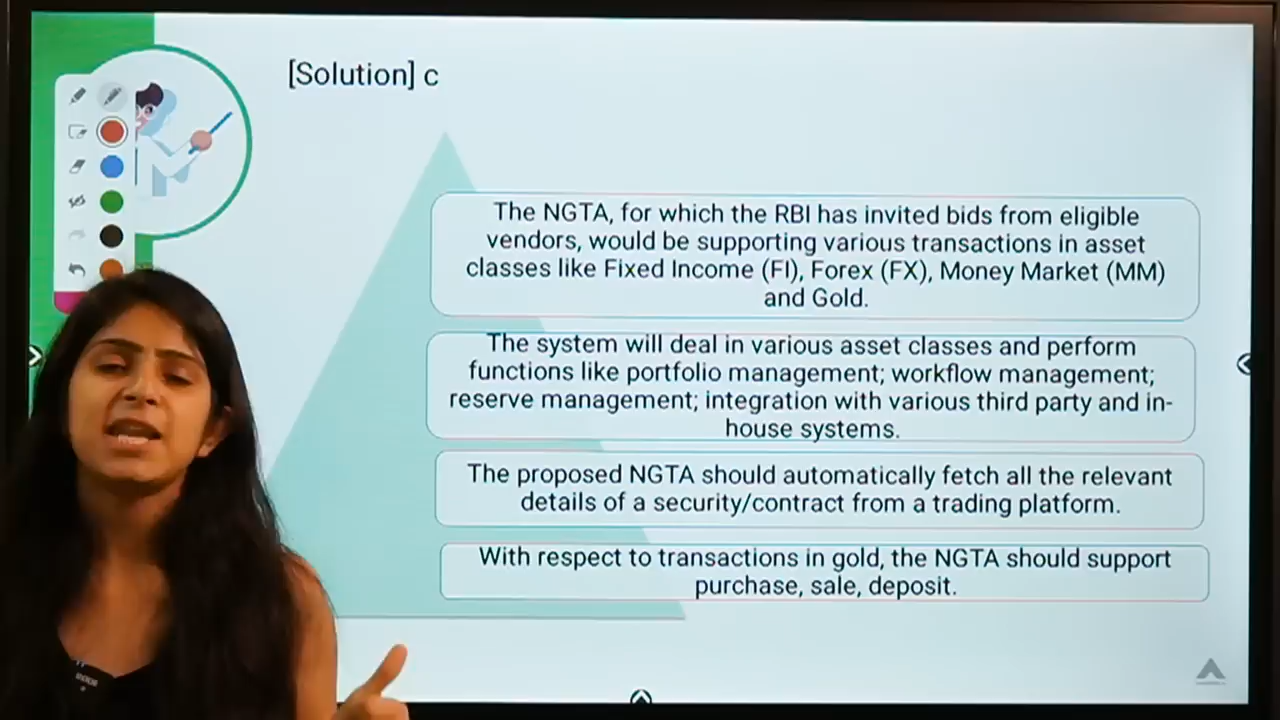 [Solution] c
The NGTA, for which the RBI has invited bids from eligible
vendors, would be supporting various transactions in asset
classes like Fixed Income (FI), Forex (FX), Money Market (MM)
and Gold.
The system will deal in various asset classes and perform
functions like portfolio management; workflow management;
reserve management; integration with various third party and in-
house systems.
The proposed NGTA should automatically fetch all the relevant
details of a security/contract from a trading platform.
With respect to transactions in gold, the NGTA should support
purchase, sale, deposit.